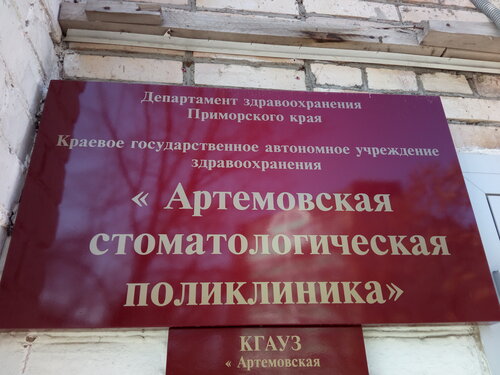 Департамент здравоохранения
Приморского края
Краевое государственное автономное учреждение
здравоохранения
« Артемовская
стоматологическая
поликлиника»
КГАУЗ
« Артемовская